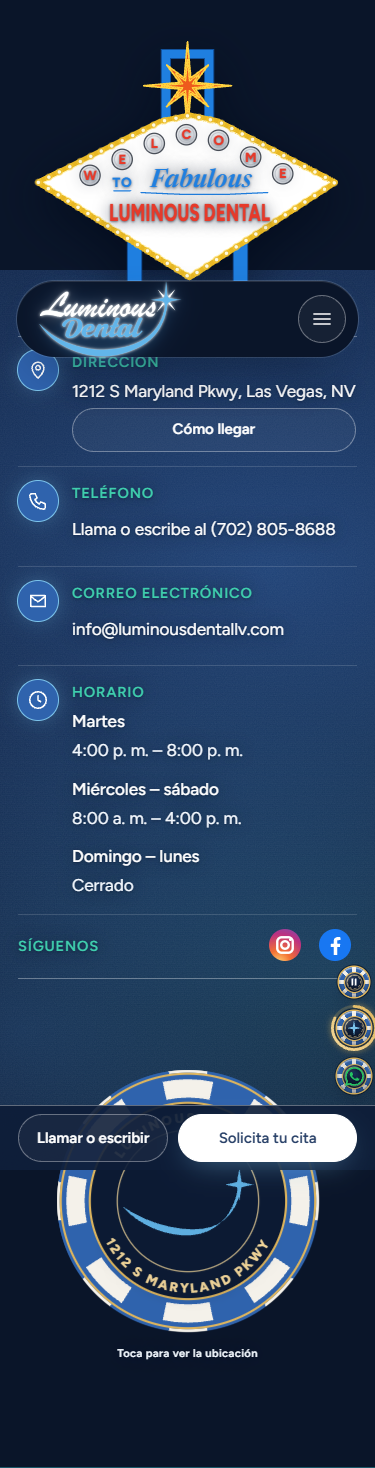 WELCOME
TO Fabulous
LUMINOUS DENTAL
Luminous
Dental
DIRECCIÓN
1212 S Maryland Pkwy, Las Vegas, NV
Cómo llegar
TELÉFONO
Llama o escribe al (702) 805-8688
CORREO ELECTRÓNICO
info@luminousdentallv.com
HORARIO
Martes
4:00 p. m. – 8:00 p. m.
Miércoles – sábado
8:00 a. m. – 4:00 p. m.
Domingo – lunes
Cerrado
SÍGUENOS
Llamar o escribir
Solicita tu cita
1212 S MARYLAND PKWY
Toca para ver la ubicación